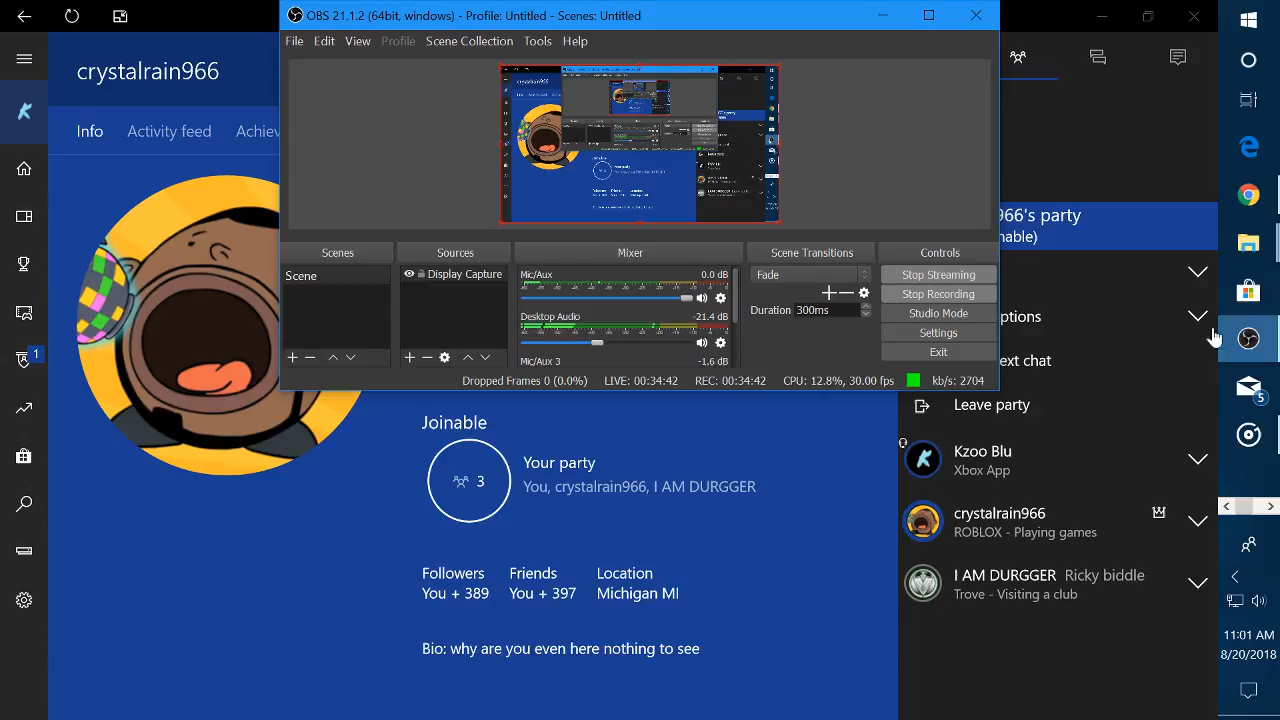 OBS 21.1.2 (64bit, windows) - Profile: Untitled - Scenes: Untitled
File Edit View Profile Scene Collection Tools Help
crystalrain966
Info Activity feed Achiev
Scenes
Scene
Sources
Display Capture
Mixer
Mic/Aux 0.0 dB
Desktop Audio -21.4 dB
Mic/Aux 3 -1.6 dB
Scene Transitions
Fade
Duration 300ms
Controls
Stop Streaming
Stop Recording
Studio Mode
Settings
Exit
Dropped Frames 0 (0.0%) LIVE: 00:34:42 REC: 00:34:42 CPU: 12.8%, 30.00 fps kb/s: 2704
1
Joinable
3
Your party
You, crystalrain966, I AM DURGGER
Followers Friends Location
You + 389 You + 397 Michigan MI
Bio: why are you even here nothing to see
966's party
nable)
ptions
ext chat
Leave party
Kzoo Blu
Xbox App
crystalrain966
ROBLOX - Playing games
I AM DURGGER Ricky biddle
Trove - Visiting a club
5
11:01 AM
8/20/2018